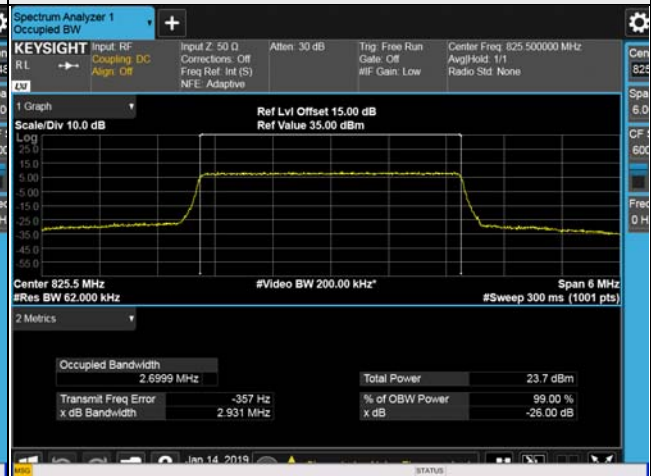 Spectrum Analyzer 1
Occupied BW
KEYSIGHT
RL
LXI
Input: RF
Coupling: DC
Align: Off
Input Z: 50 Ω
Corrections: Off
Freq Ref: Int (S)
NFE: Adaptive
Atten: 30 dB
Trig: Free Run
Gate: Off
#IF Gain: Low
Center Freq: 825.500000 MHz
Avg|Hold: 1/1
Radio Std: None
1 Graph
Scale/Div 10.0 dB
Ref Lvl Offset 15.00 dB
Ref Value 35.00 dBm
Log
25.0
15.0
5.00
-5.00
-15.0
-25.0
-35.0
-45.0
-55.0
Center 825.5 MHz
#Video BW 200.00 kHz*
Span 6 MHz
#Res BW 62.000 kHz
#Sweep 300 ms (1001 pts)
2 Metrics
Occupied Bandwidth
2.6999 MHz
Total Power 23.7 dBm
Transmit Freq Error -357 Hz
% of OBW Power 99.00 %
x dB Bandwidth 2.931 MHz
x dB -26.00 dB
Jan 14, 2019
MSG
STATUS